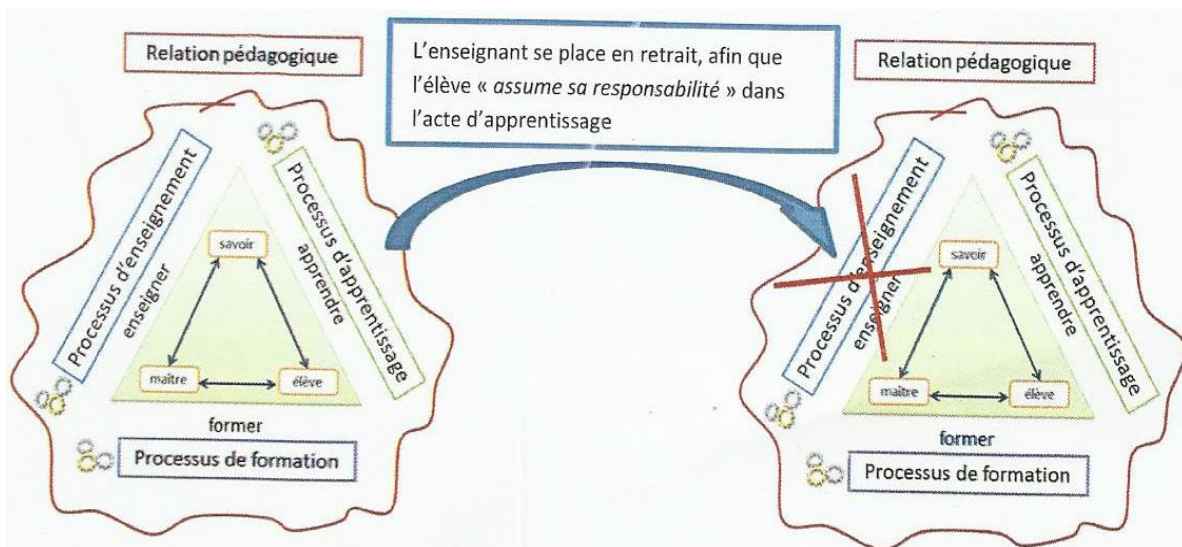 Relation pédagogique
L'enseignant se place en retrait, afin que
l'élève « assume sa responsabilité » dans
l'acte d'apprentissage
Relation pédagogique
Processus d'enseignement
enseigner
Processus d'apprentissage
apprendre
savoir
maître
élève
former
Processus de formation
Processus d'enseignement
enseigner
Processus d'apprentissage
apprendre
savoir
maître
élève
former
Processus de formation